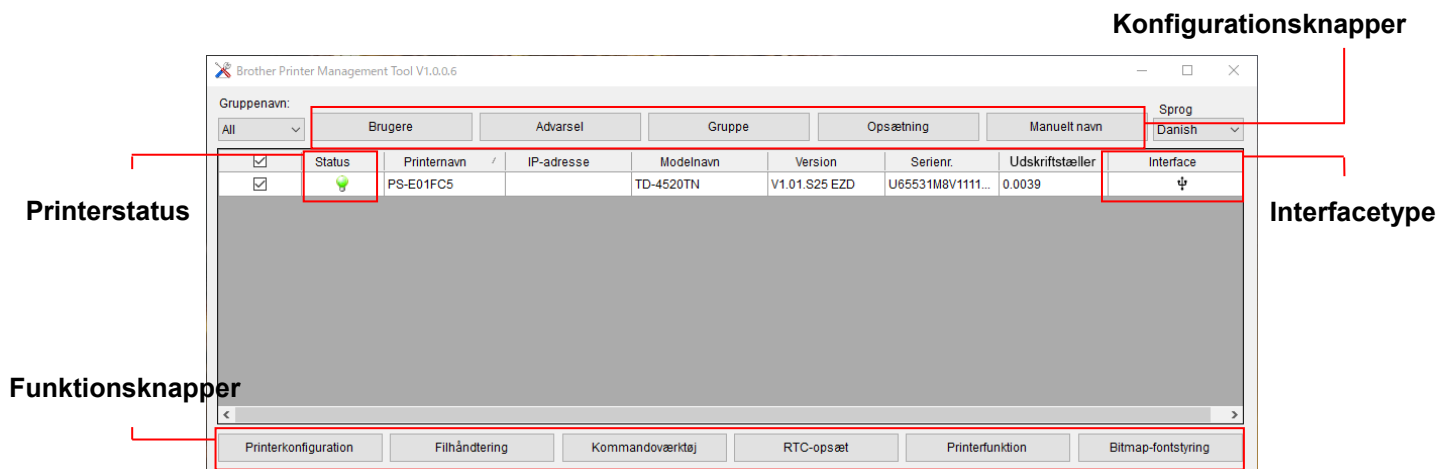 Konfigurationsknapper
Brother Printer Management Tool V1.0.0.6
Gruppenavn:
Sprog
All Brugere Advarsel Gruppe Opsætning Manuelt navn Danish
Status Printernavn IP-adresse Modelnavn Version Serienr. Udskriftstæller Interface
PS-E01FC5 TD-4520TN V1.01.S25 EZD U65531M8V1111... 0.0039
Printerstatus
Interfacetype
Funktionsknapper
Printerkonfiguration Filhåndtering Kommandoværktøj RTC-opsæt Printerfunktion Bitmap-fontstyring